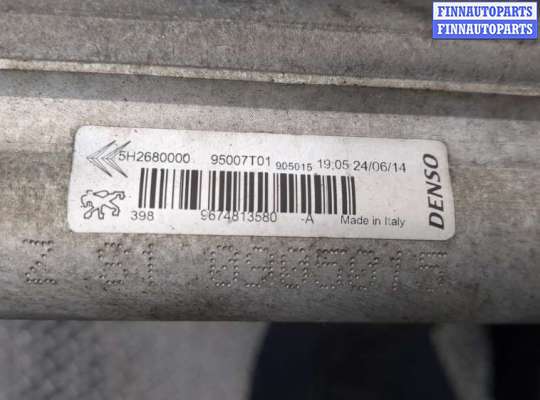 FINNAUTOPARTS
FINNAUTOPARTS
5H2680000 95007T01 905015 19:05 24/06/14
398 9674813580 -A Made in Italy
DENSO